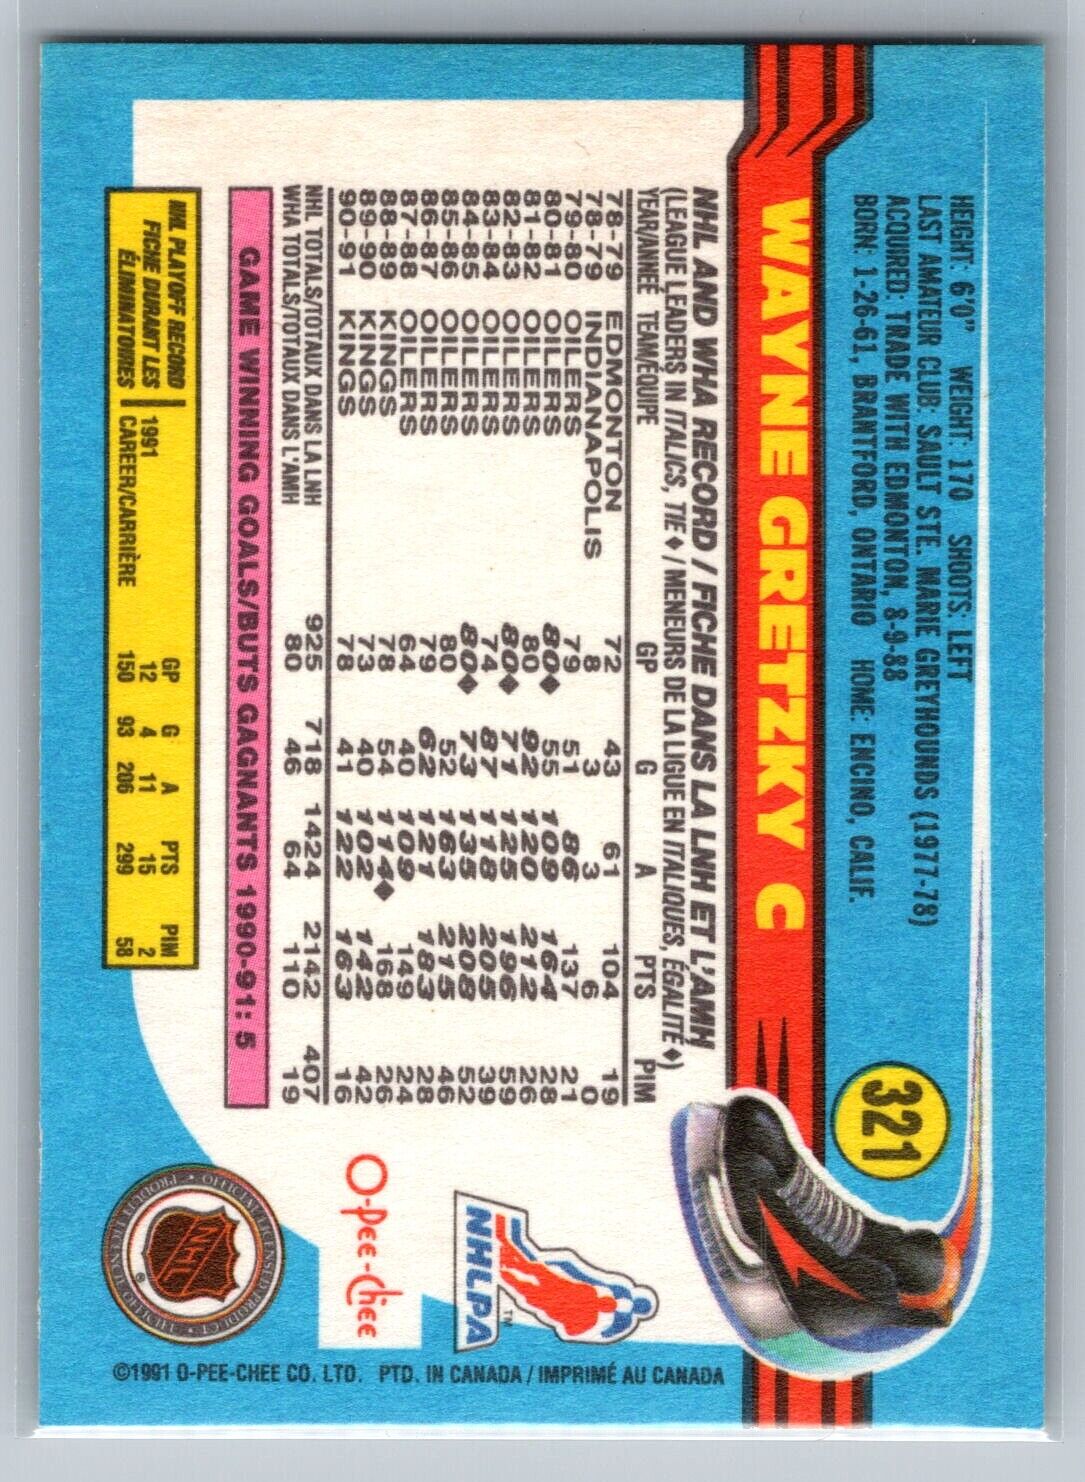 HEIGHT: 6'0" WEIGHT: 170 SHOOTS: LEFT
LAST AMATEUR CLUB: SAULT STE. MARIE GREYHOUNDS (1977-78)
ACQUIRED: TRADE WITH EDMONTON, 8-9-88
BORN: 1-26-61, BRANTFORD, ONTARIO HOME: ENCINO, CALIF.
321
WAYNE GRETZKY C
NHL AND WHA RECORD / FICHE DANS LA LNH ET L'AMH
(LEAGUE LEADERS IN ITALICS, TIE ♦ / MENEURS DE LA LIGUE EN ITALIQUES, ÉGALITÉ ♦)
YEAR/ANNÉE TEAM/ÉQUIPE GP G A PTS PIM
78-79 EDMONTON 72 43 61 104 19
78-79 INDIANAPOLIS 8 3 3 6 0
79-80 OILERS 79 51 86 137 21
80-81 OILERS 80♦ 55 109 164 28
81-82 OILERS 80 92 120 212 26
82-83 OILERS 80♦ 71 125 196 59
83-84 OILERS 74 87 118 205 39
84-85 OILERS 80♦ 73 135 208 52
85-86 OILERS 80 52 163 215 46
86-87 OILERS 79 62 121 183 28
87-88 OILERS 64 40 109 149 24
88-89 KINGS 78 54 114♦ 168 26
89-90 KINGS 73 40 102 142 42
90-91 KINGS 78 41 122 163 16
NHL TOTALS/TOTAUX DANS LA LNH 925 718 1424 2142 407
WHA TOTALS/TOTAUX DANS L'AMH 80 46 64 110 19
GAME WINNING GOALS/BUTS GAGNANTS 1990-91: 5
NHL PLAYOFF RECORD
FICHE DURANT LES
ÉLIMINATOIRES
GP G A PTS PIM
1991 12 4 11 15 2
CAREER/CARRIÈRE 150 93 206 299 58
NHLPA
TM
O-Pee-Chee
NHL
®
OFFICIAL LICENSED PRODUCT • PRODUIT LICENCIÉ OFFICIEL •
©1991 O-PEE-CHEE CO. LTD. PTD. IN CANADA / IMPRIMÉ AU CANADA